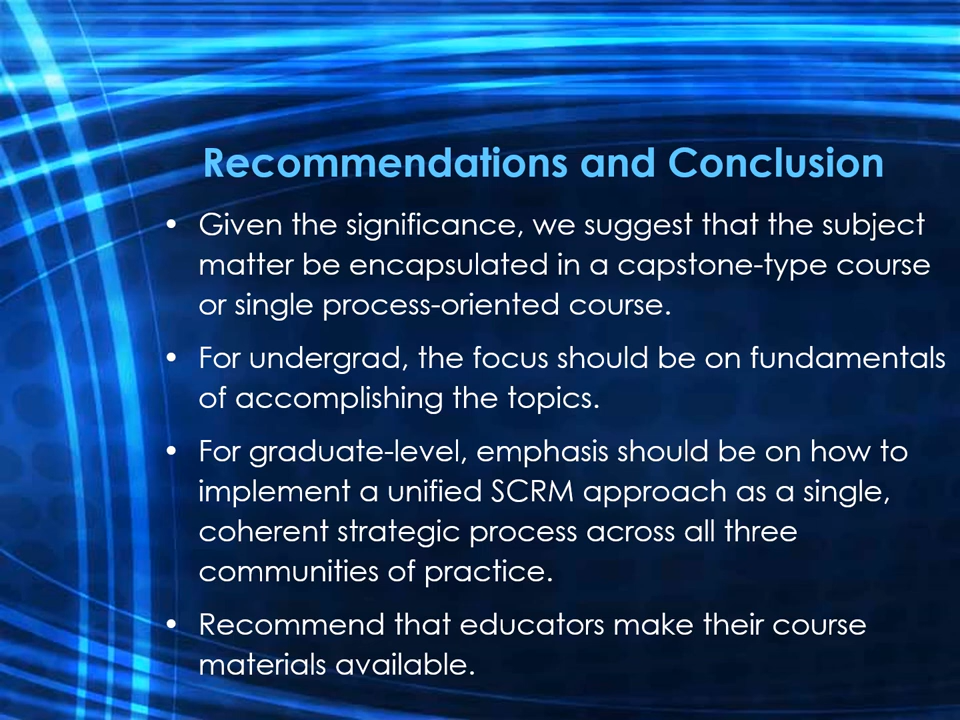 Recommendations and Conclusion
• Given the significance, we suggest that the subject
matter be encapsulated in a capstone-type course
or single process-oriented course.
• For undergrad, the focus should be on fundamentals
of accomplishing the topics.
• For graduate-level, emphasis should be on how to
implement a unified SCRM approach as a single,
coherent strategic process across all three
communities of practice.
• Recommend that educators make their course
materials available.